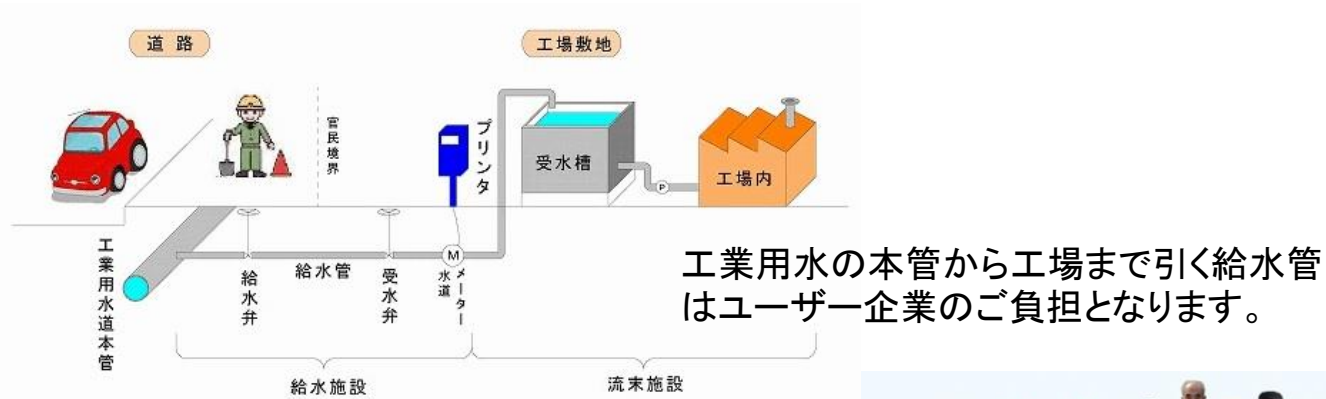 道路
工場敷地
官民境界
プリンタ
受水槽
工場内
P
工業用水道本管
給水弁
給水管
受水弁
M
水道
メーター
工業用水の本管から工場まで引く給水管
はユーザー企業のご負担となります。
給水施設
流末施設